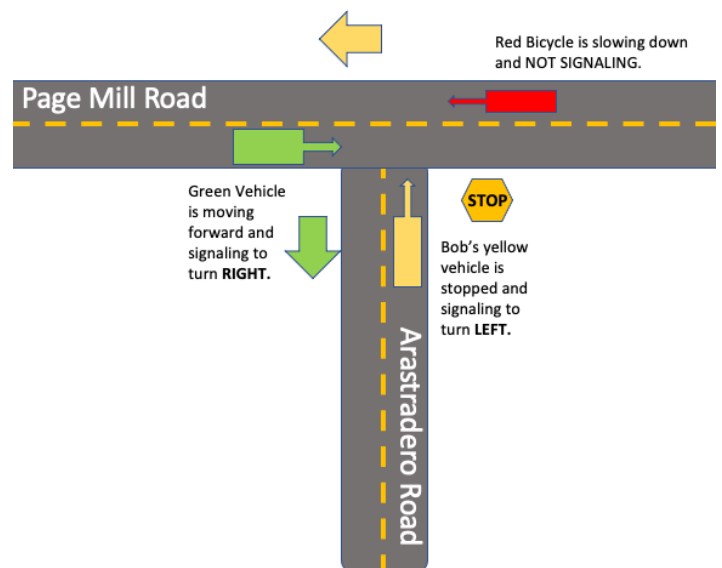 Red Bicycle is slowing down
and NOT SIGNALING.
Page Mill Road
Green Vehicle
is moving
forward and
signaling to
turn RIGHT.
STOP
Bob's yellow
vehicle is
stopped and
signaling to
turn LEFT.
Arastradero Road